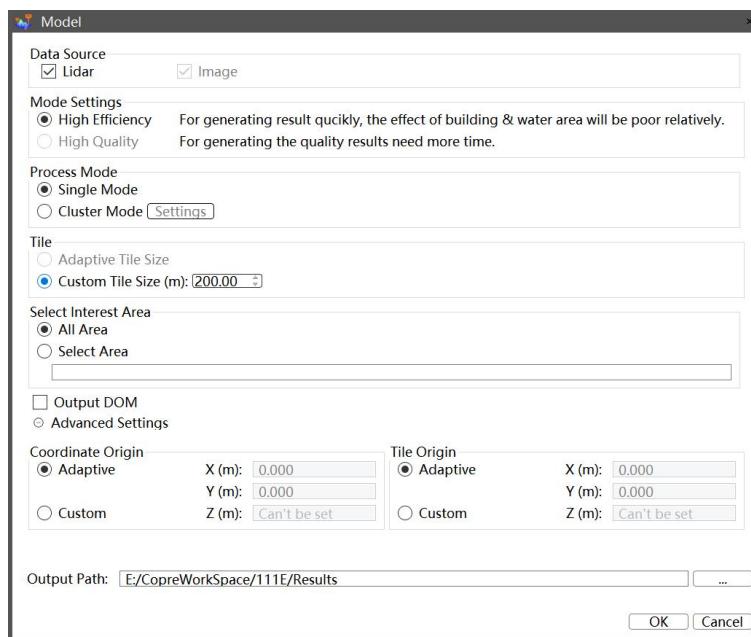 Model
Data Source
Lidar Image
Mode Settings
High Efficiency For generating result qucikly, the effect of building & water area will be poor relatively.
High Quality For generating the quality results need more time.
Process Mode
Single Mode
Cluster Mode Settings
Tile
Adaptive Tile Size
Custom Tile Size (m): 200.00
Select Interest Area
All Area
Select Area
Output DOM
Advanced Settings
Coordinate Origin Tile Origin
Adaptive X (m): 0.000 Adaptive X (m): 0.000
Y (m): 0.000 Y (m): 0.000
Custom Z (m): Can't be set Custom Z (m): Can't be set
Output Path: E:/CopreWorkSpace/111E/Results ...
OK Cancel